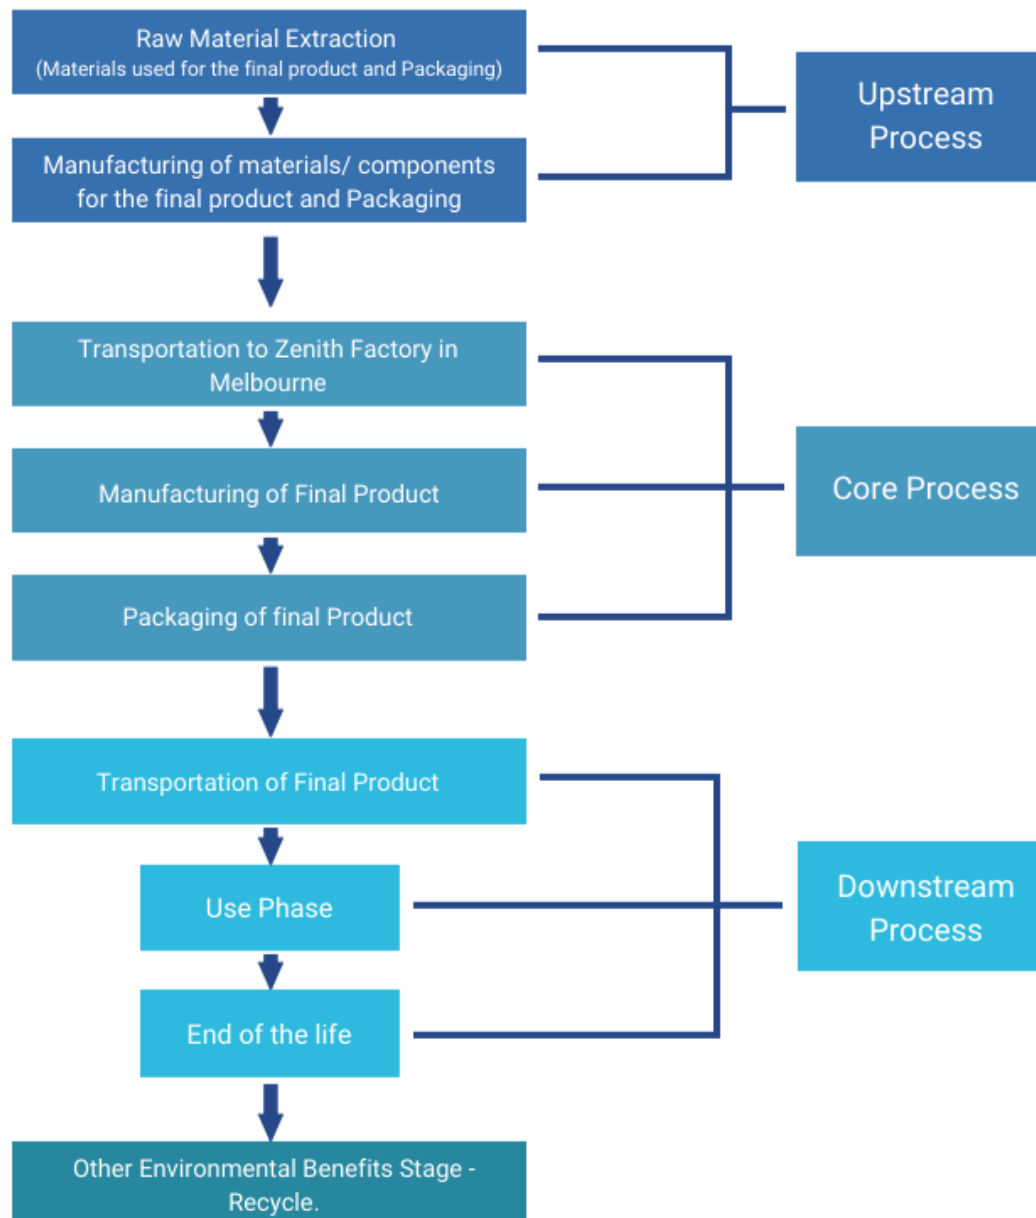 Raw Material Extraction
(Materials used for the final product and Packaging)
Upstream
Process
Manufacturing of materials/ components
for the final product and Packaging
Transportation to Zenith Factory in
Melbourne
Manufacturing of Final Product
Core Process
Packaging of final Product
Transportation of Final Product
Use Phase
Downstream
Process
End of the life
Other Environmental Benefits Stage -
Recycle.